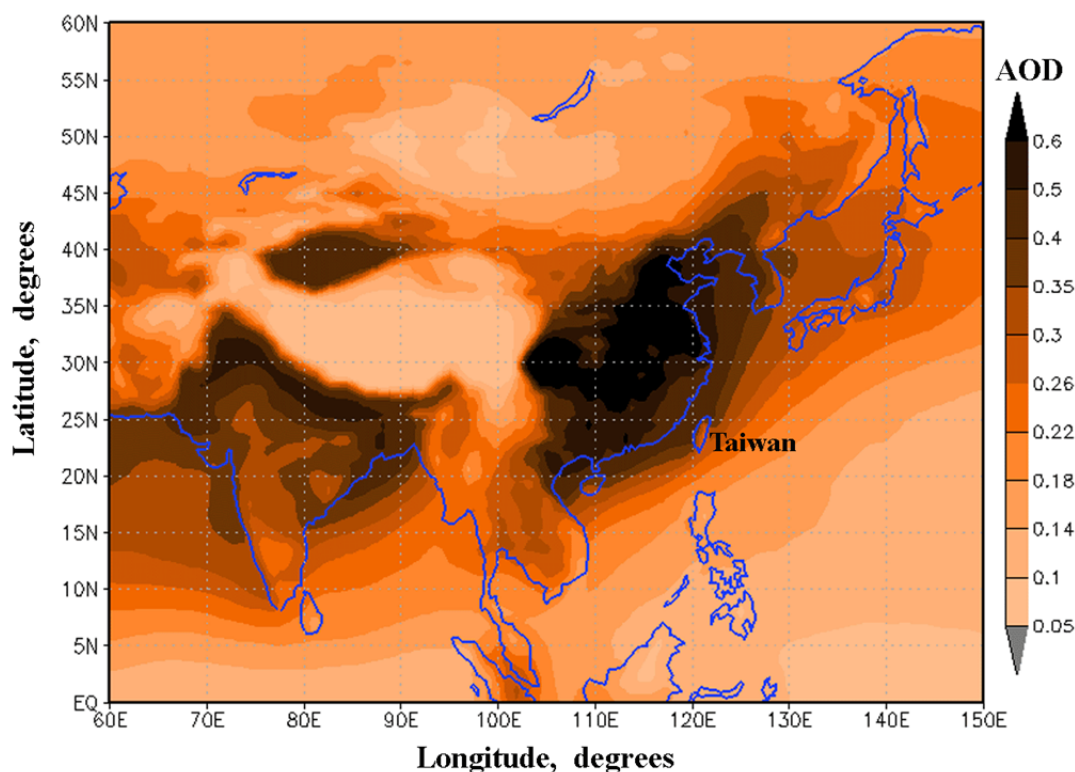 60N
55N
50N
45N
40N
35N
30N
25N
20N
15N
10N
5N
EQ
Latitude, degrees
60E 70E 80E 90E 100E 110E 120E 130E 140E 150E
Longitude, degrees
Taiwan
AOD
0.6
0.5
0.4
0.35
0.3
0.26
0.22
0.18
0.14
0.1
0.05